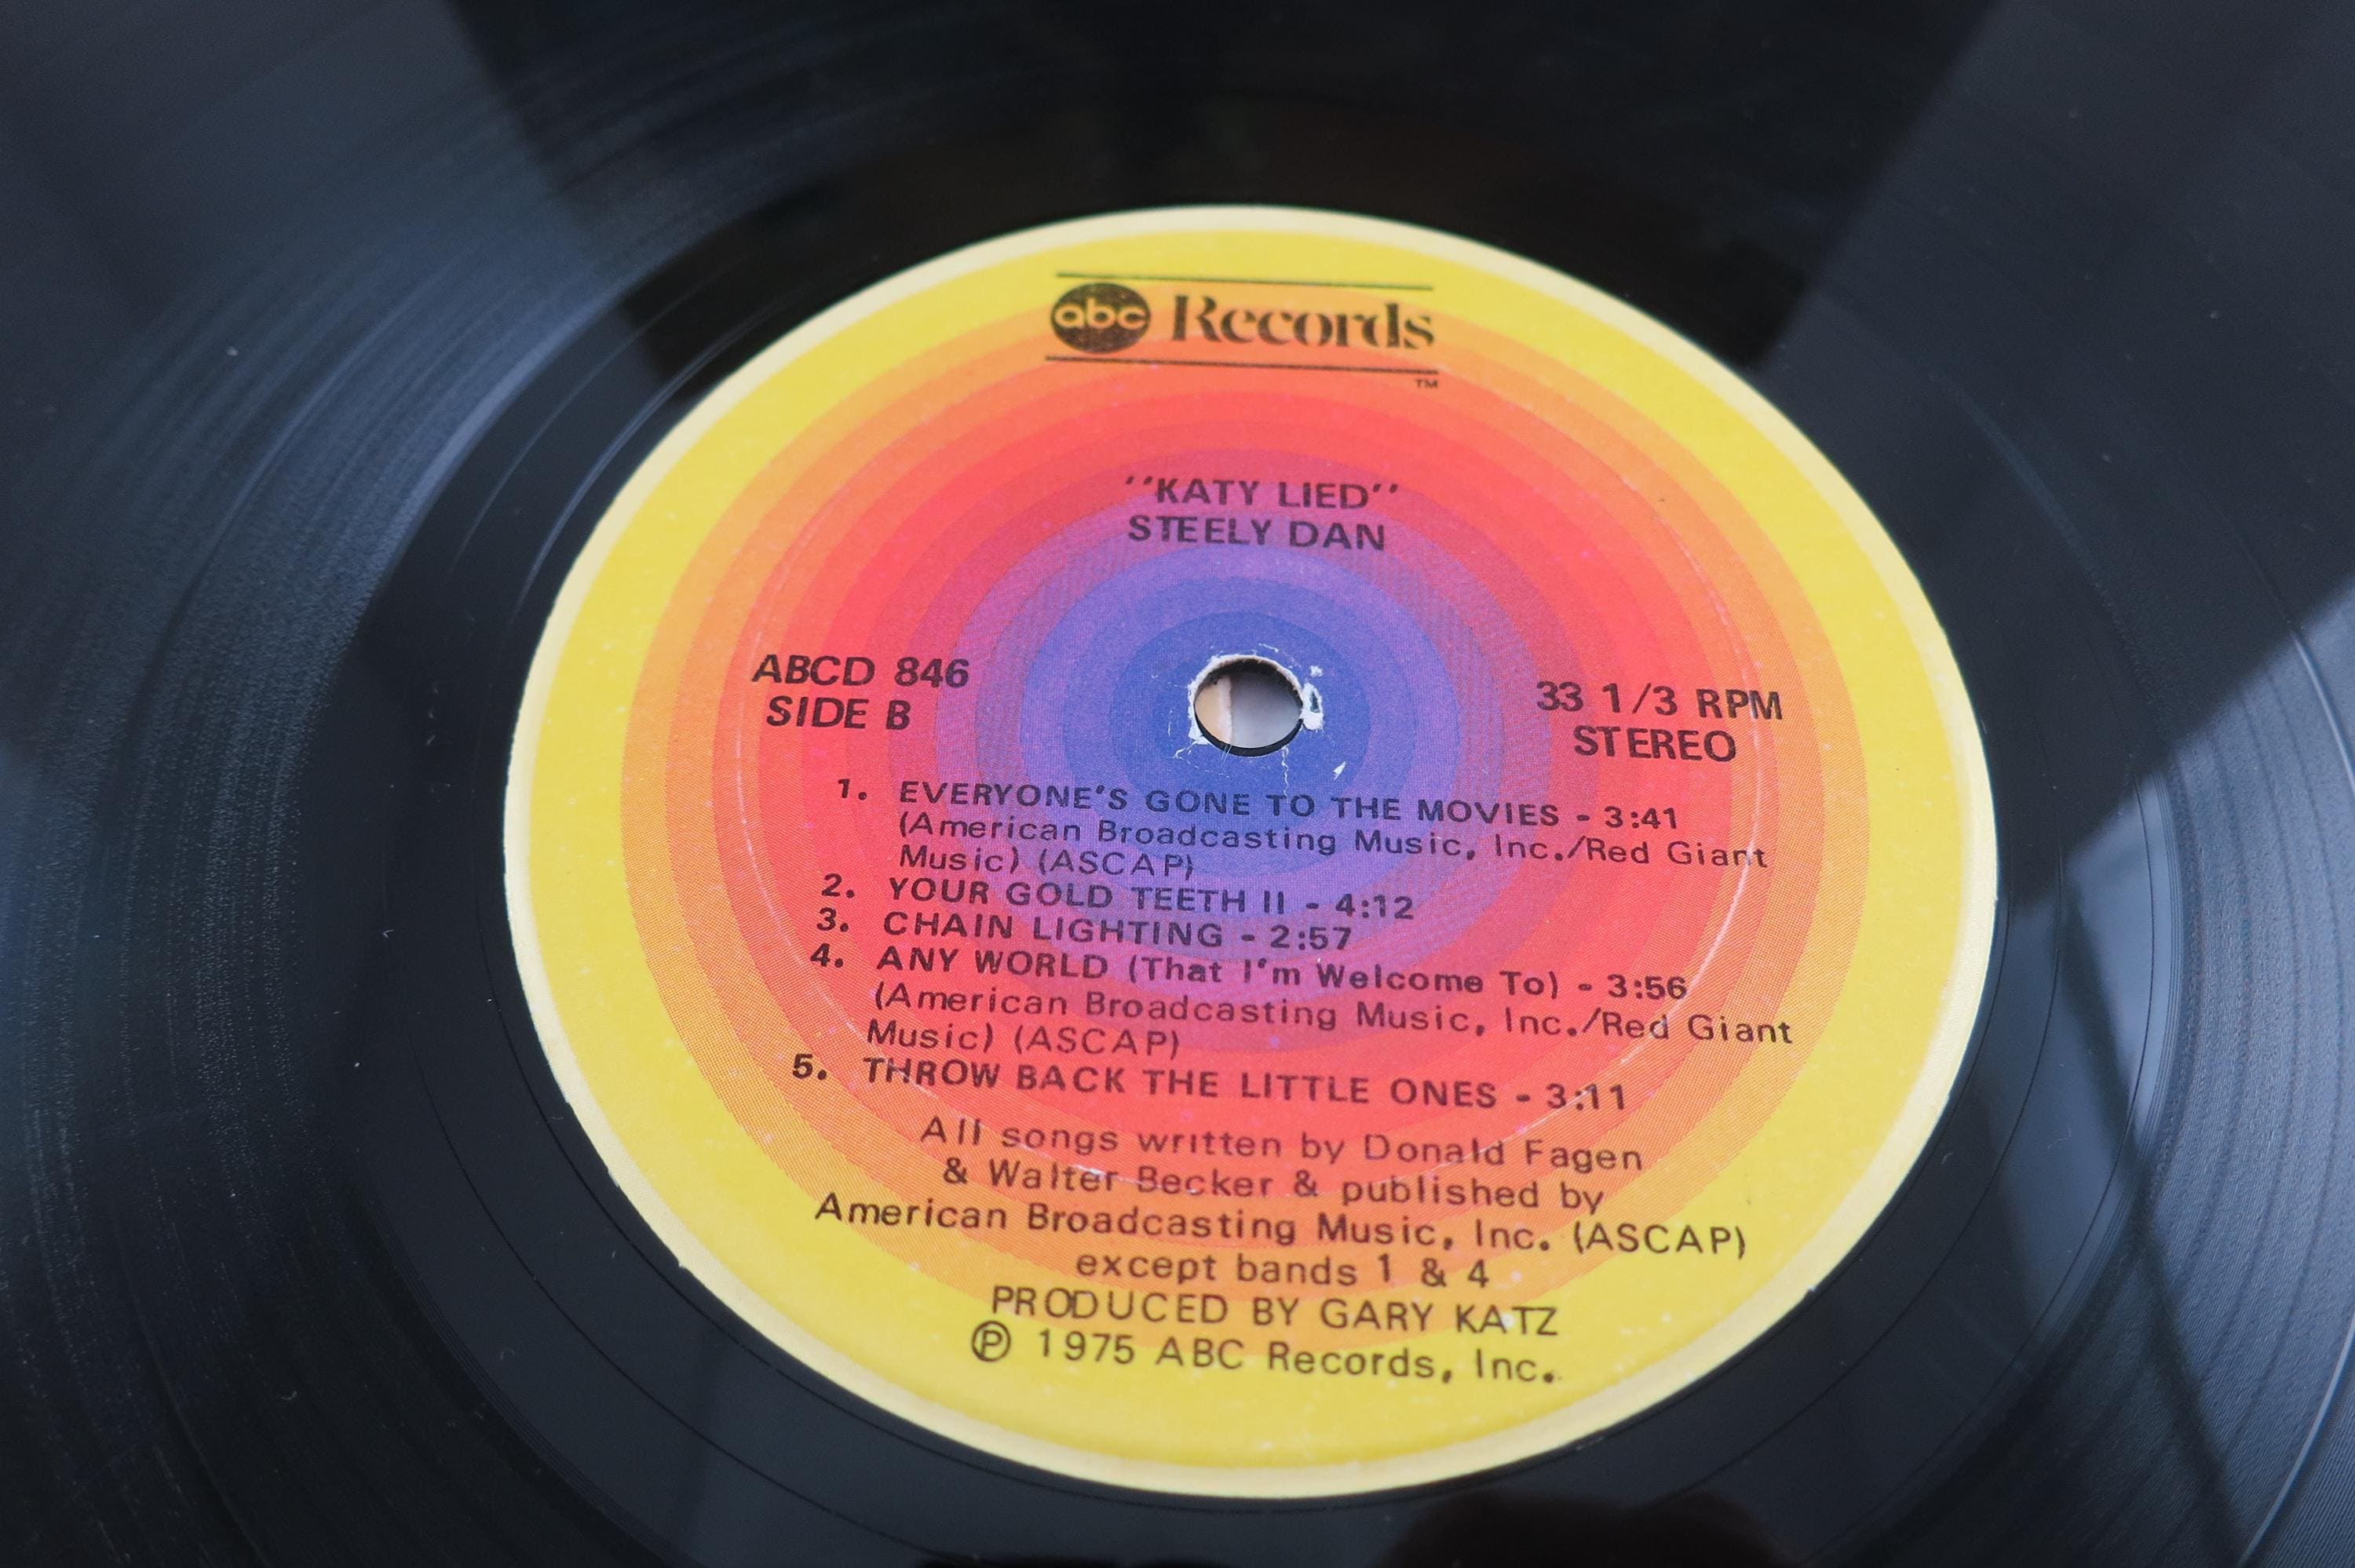 abc Records
TM
''KATY LIED''
STEELY DAN
ABCD 846
SIDE B
33 1/3 RPM
STEREO
1. EVERYONE'S GONE TO THE MOVIES - 3:41
(American Broadcasting Music, Inc./Red Giant
Music) (ASCAP)
2. YOUR GOLD TEETH II - 4:12
3. CHAIN LIGHTING - 2:57
4. ANY WORLD (That I'm Welcome To) - 3:56
(American Broadcasting Music, Inc./Red Giant
Music) (ASCAP)
5. THROW BACK THE LITTLE ONES - 3:11
All songs written by Donald Fagen
& Walter Becker & published by
American Broadcasting Music, Inc. (ASCAP)
except bands 1 & 4
PRODUCED BY GARY KATZ
Ⓟ 1975 ABC Records, Inc.